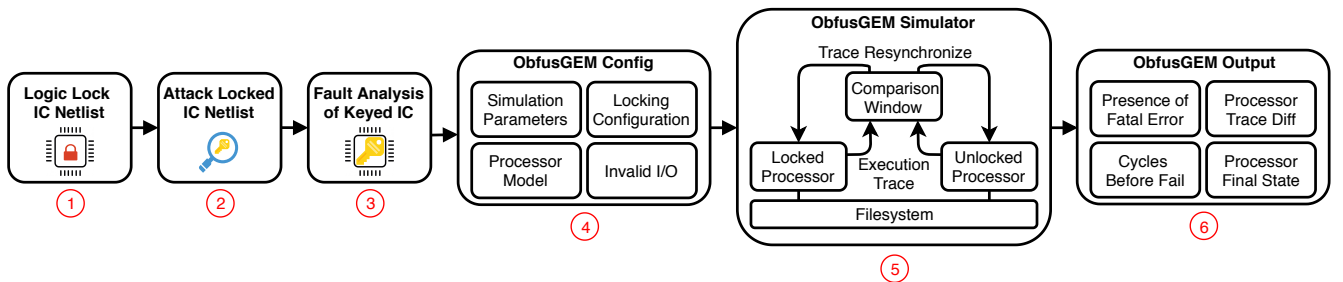 Logic Lock
IC Netlist
1
Attack Locked
IC Netlist
2
Fault Analysis
of Keyed IC
3
ObfusGEM Config
Simulation
Parameters
Locking
Configuration
Processor
Model
Invalid I/O
4
ObfusGEM Simulator
Trace Resynchronize
Comparison
Window
Locked
Processor
Execution
Trace
Unlocked
Processor
Filesystem
5
ObfusGEM Output
Presence of
Fatal Error
Processor
Trace Diff
Cycles
Before Fail
Processor
Final State
6